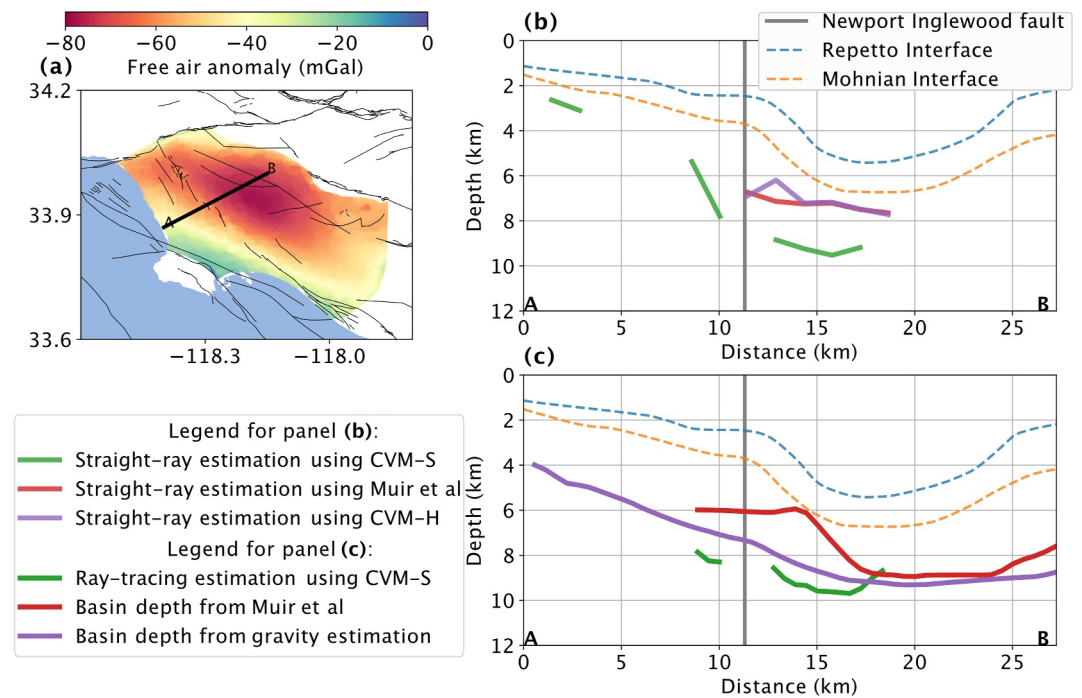 −80 −60 −40 −20 0
Free air anomaly (mGal)
(a)
34.2
33.9
33.6
−118.3 −118.0
A
B
(b)
Newport Inglewood fault
Repetto Interface
Mohnian Interface
0
2
4
6
8
10
12
Depth (km)
A B
0 5 10 15 20 25
Distance (km)
(c)
0
2
4
6
8
10
12
Depth (km)
A B
0 5 10 15 20 25
Distance (km)
Legend for panel (b):
Straight-ray estimation using CVM-S
Straight-ray estimation using Muir et al
Straight-ray estimation using CVM-H
Legend for panel (c):
Ray-tracing estimation using CVM-S
Basin depth from Muir et al
Basin depth from gravity estimation